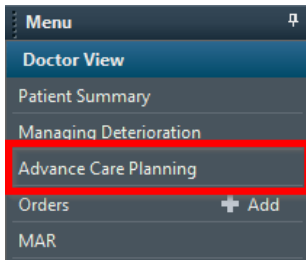 Menu
Doctor View
Patient Summary
Managing Deterioration
Advance Care Planning
Orders + Add
MAR